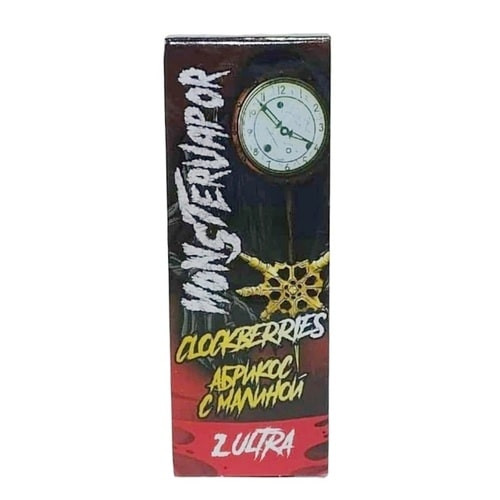 MONSTERVAPOR
CLOCKBERRIES
АБРИКОС
С МАЛИНОЙ
2 ULTRA